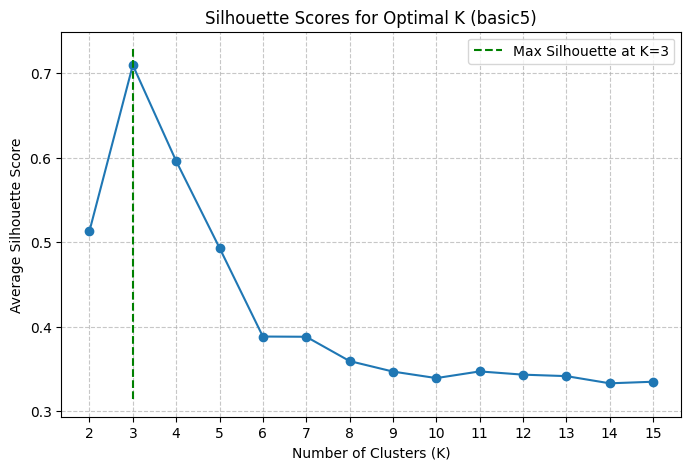 Silhouette Scores for Optimal K (basic5)
Max Silhouette at K=3
Average Silhouette Score
0.7
0.6
0.5
0.4
0.3
2 3 4 5 6 7 8 9 10 11 12 13 14 15
Number of Clusters (K)